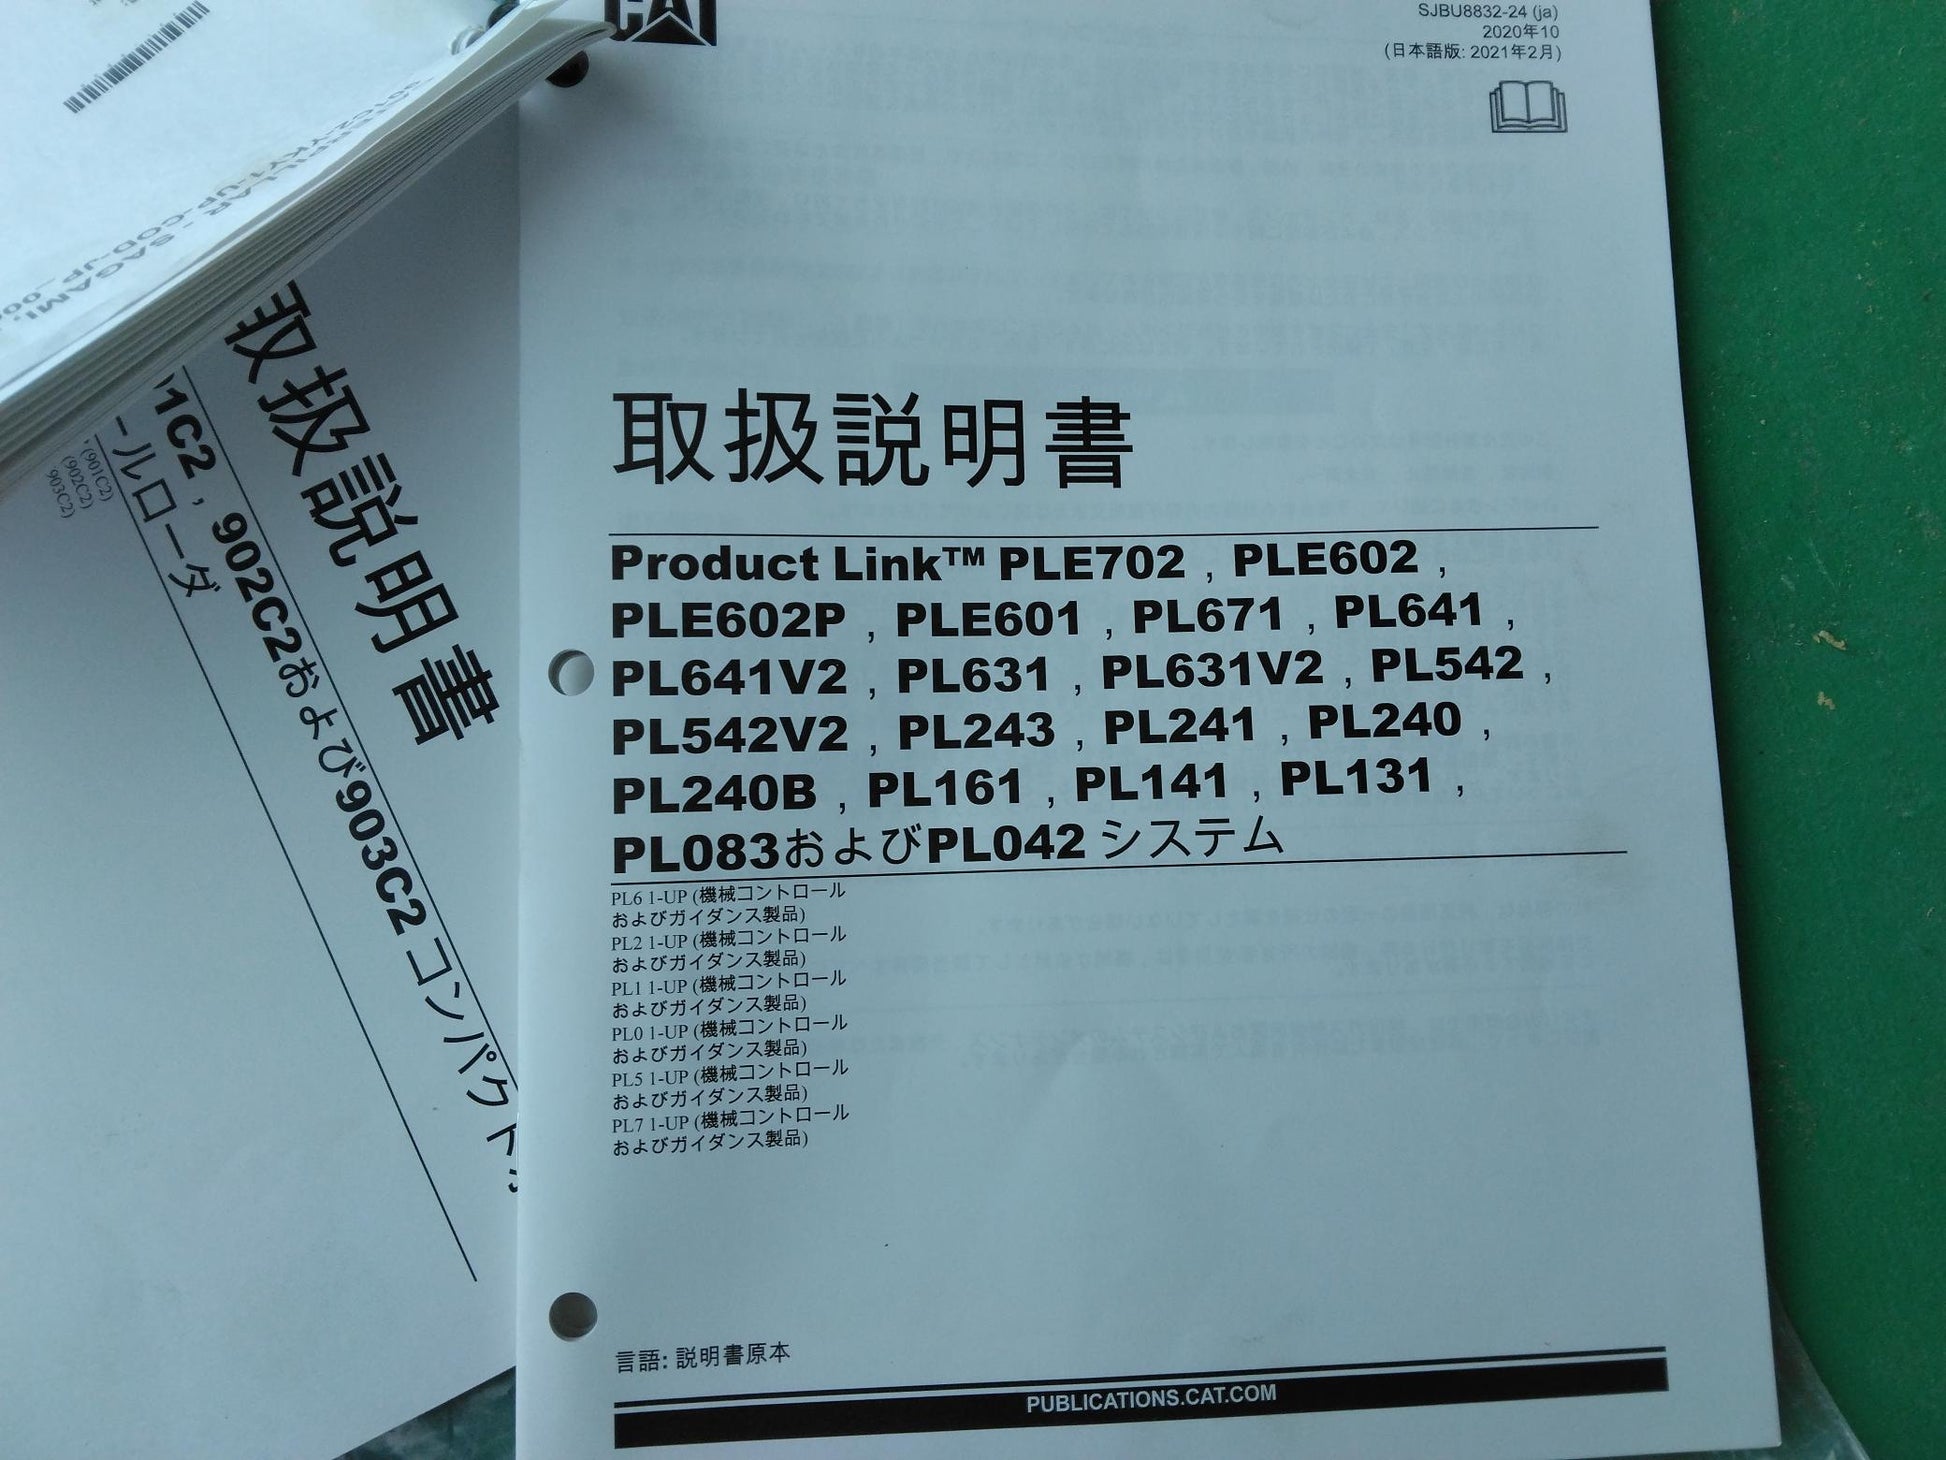 CAT
SJBU8832-24 (ja)
2020年10
(日本語版: 2021年2月)
取扱説明書
Product Link™ PLE702 , PLE602 ,
PLE602P , PLE601 , PL671 , PL641 ,
PL641V2 , PL631 , PL631V2 , PL542 ,
PL542V2 , PL243 , PL241 , PL240 ,
PL240B , PL161 , PL141 , PL131 ,
PL083およびPL042 システム
PL6 1-UP (機械コントロール
およびガイダンス製品)
PL2 1-UP (機械コントロール
およびガイダンス製品)
PL1 1-UP (機械コントロール
およびガイダンス製品)
PL0 1-UP (機械コントロール
およびガイダンス製品)
PL5 1-UP (機械コントロール
およびガイダンス製品)
PL7 1-UP (機械コントロール
およびガイダンス製品)
言語: 説明書原本
PUBLICATIONS.CAT.COM
取扱説明書
1C2 , 902C2および903C2 コンパクト
ールローダ
(901C2)
(902C2)
903C2)
- SAGAMI,
1-UP-COD-JP_00